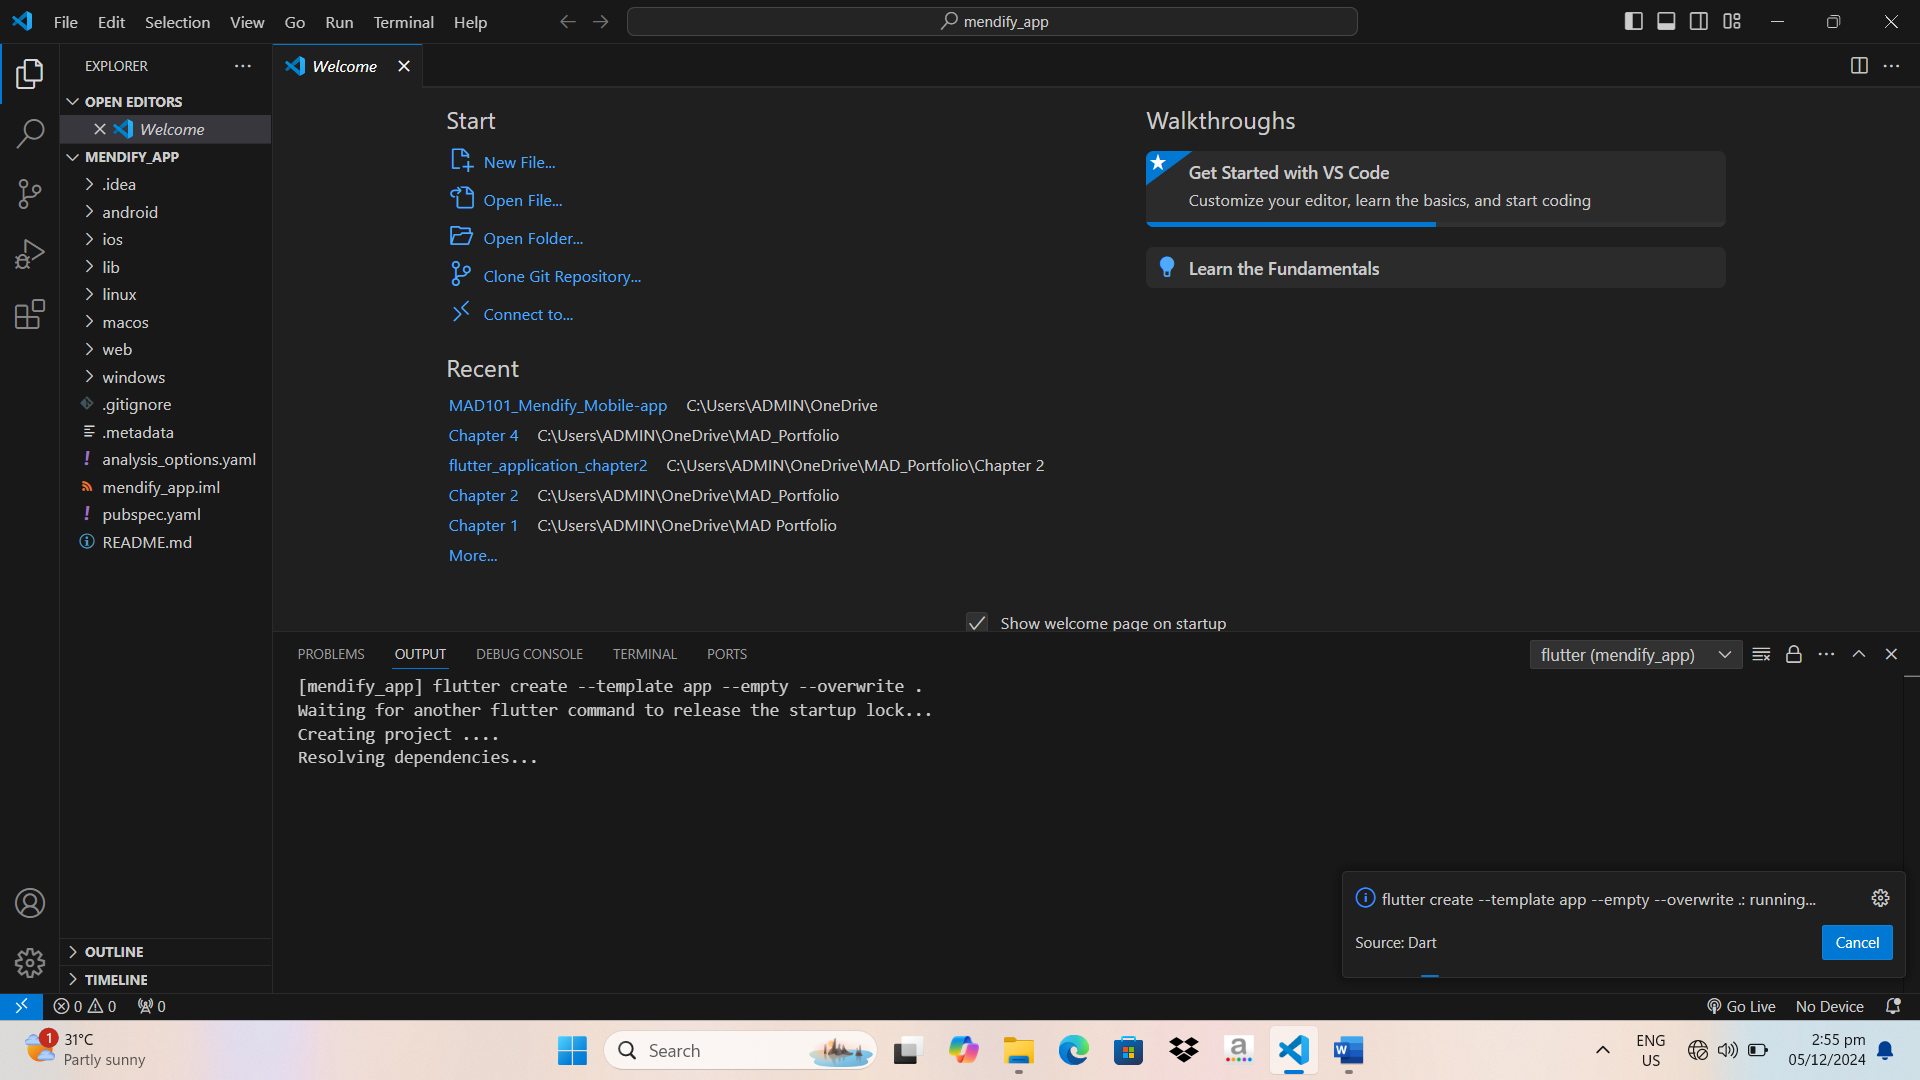 File Edit Selection View Go Run Terminal Help
mendify_app
EXPLORER
OPEN EDITORS
Welcome
MENDIFY_APP
.idea
android
ios
lib
linux
macos
web
windows
.gitignore
.metadata
analysis_options.yaml
mendify_app.iml
pubspec.yaml
README.md
OUTLINE
TIMELINE
Welcome
Start
New File...
Open File...
Open Folder...
Clone Git Repository...
Connect to...
Recent
MAD101_Mendify_Mobile-app C:\Users\ADMIN\OneDrive
Chapter 4 C:\Users\ADMIN\OneDrive\MAD_Portfolio
flutter_application_chapter2 C:\Users\ADMIN\OneDrive\MAD_Portfolio\Chapter 2
Chapter 2 C:\Users\ADMIN\OneDrive\MAD_Portfolio
Chapter 1 C:\Users\ADMIN\OneDrive\MAD Portfolio
More...
Walkthroughs
Get Started with VS Code
Customize your editor, learn the basics, and start coding
Learn the Fundamentals
Show welcome page on startup
PROBLEMS OUTPUT DEBUG CONSOLE TERMINAL PORTS
flutter (mendify_app)
[mendify_app] flutter create --template app --empty --overwrite .
Waiting for another flutter command to release the startup lock...
Creating project ....
Resolving dependencies...
flutter create --template app --empty --overwrite .: running...
Source: Dart
Cancel
0 0 0
Go Live No Device
1
31°C
Partly sunny
Search
a
W
ENG
US
2:55 pm
05/12/2024